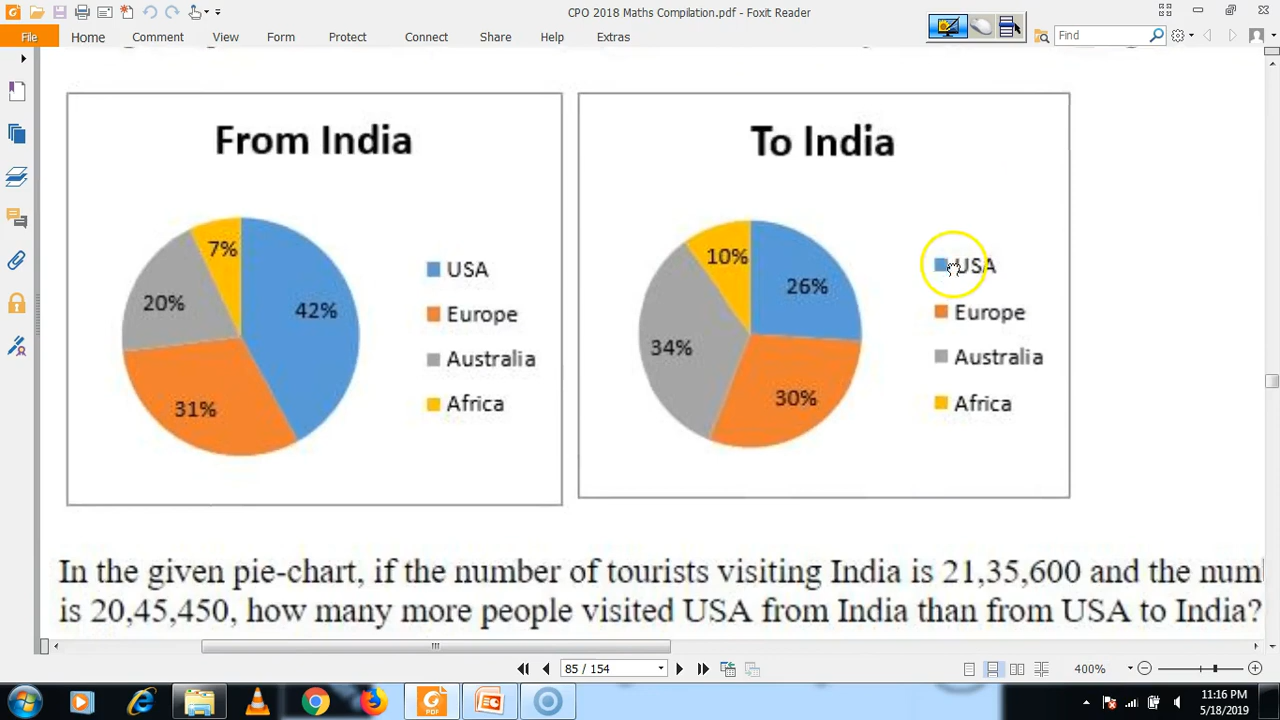 CPO 2018 Maths Compilation.pdf - Foxit Reader
File Home Comment View Form Protect Connect Share Help Extras
Find
From India
7%
20%
42%
31%
USA
Europe
Australia
Africa
To India
10%
26%
34%
30%
USA
Europe
Australia
Africa
In the given pie-chart, if the number of tourists visiting India is 21,35,600 and the
is 20,45,450, how many more people visited USA from India than from USA to India?
85 / 154
400%
PDF
11:16 PM
5/18/2019